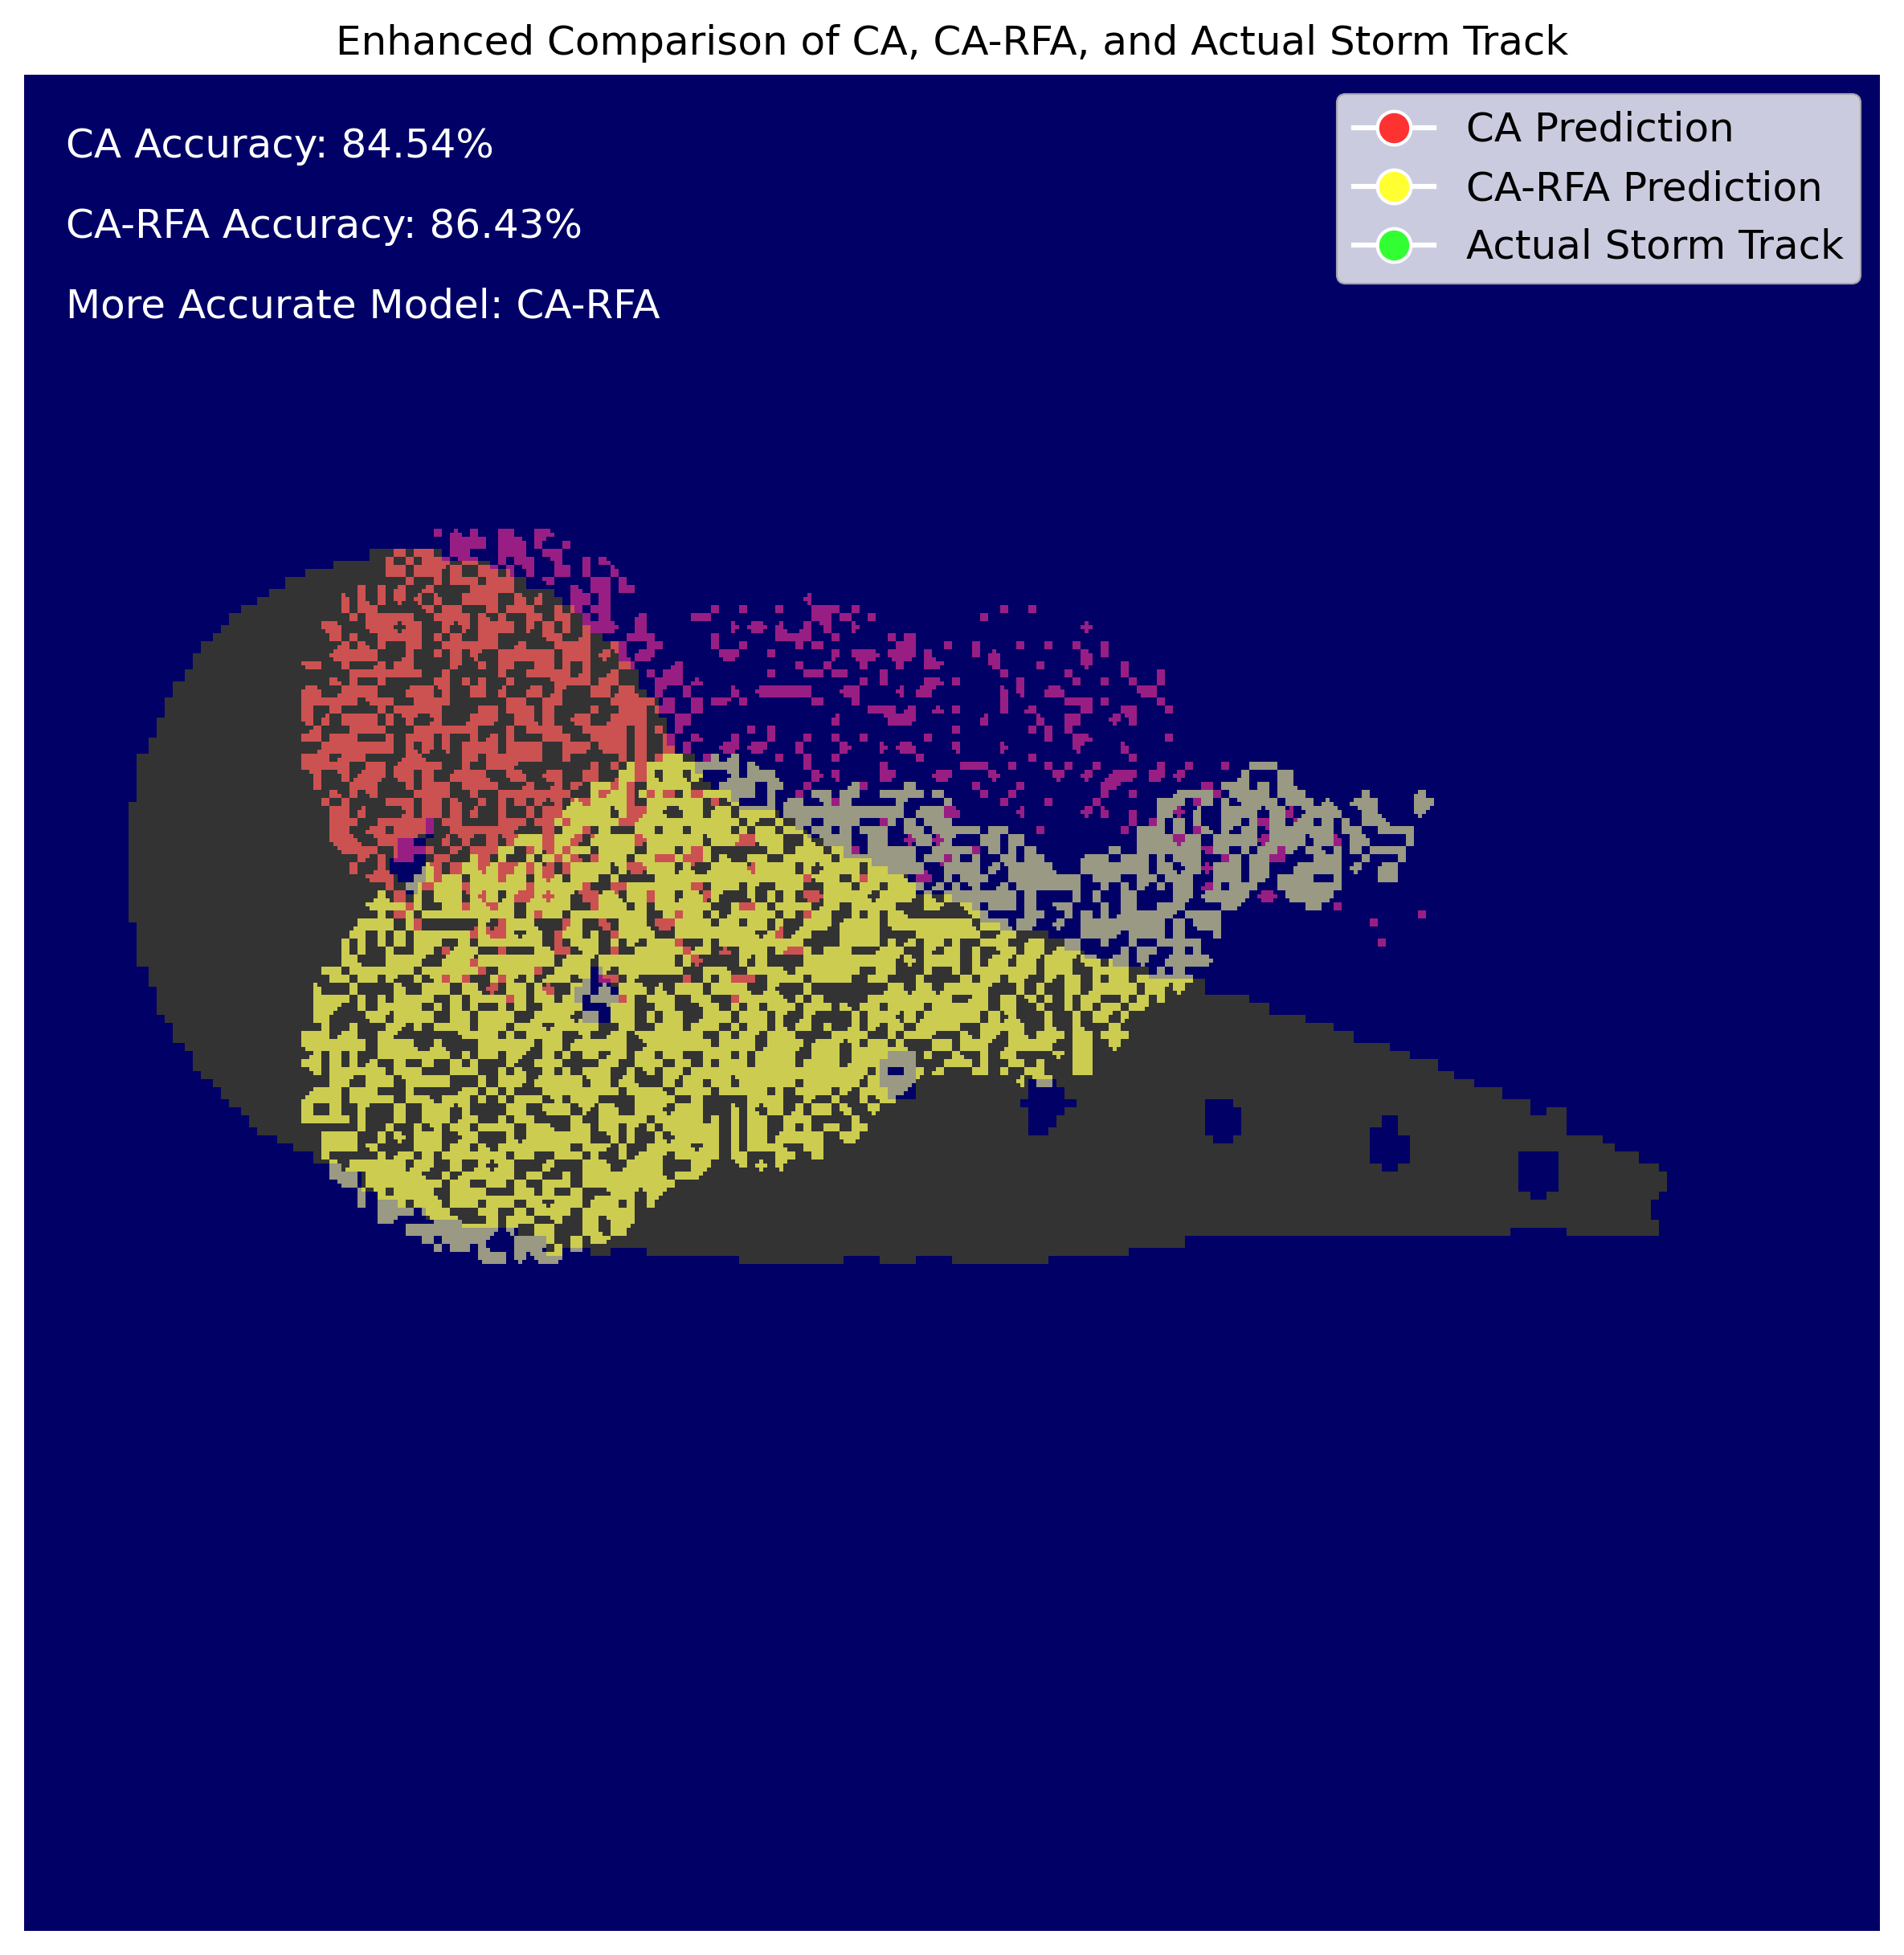 Enhanced Comparison of CA, CA-RFA, and Actual Storm Track
CA Accuracy: 84.54%
CA-RFA Accuracy: 86.43%
More Accurate Model: CA-RFA
CA Prediction
CA-RFA Prediction
Actual Storm Track